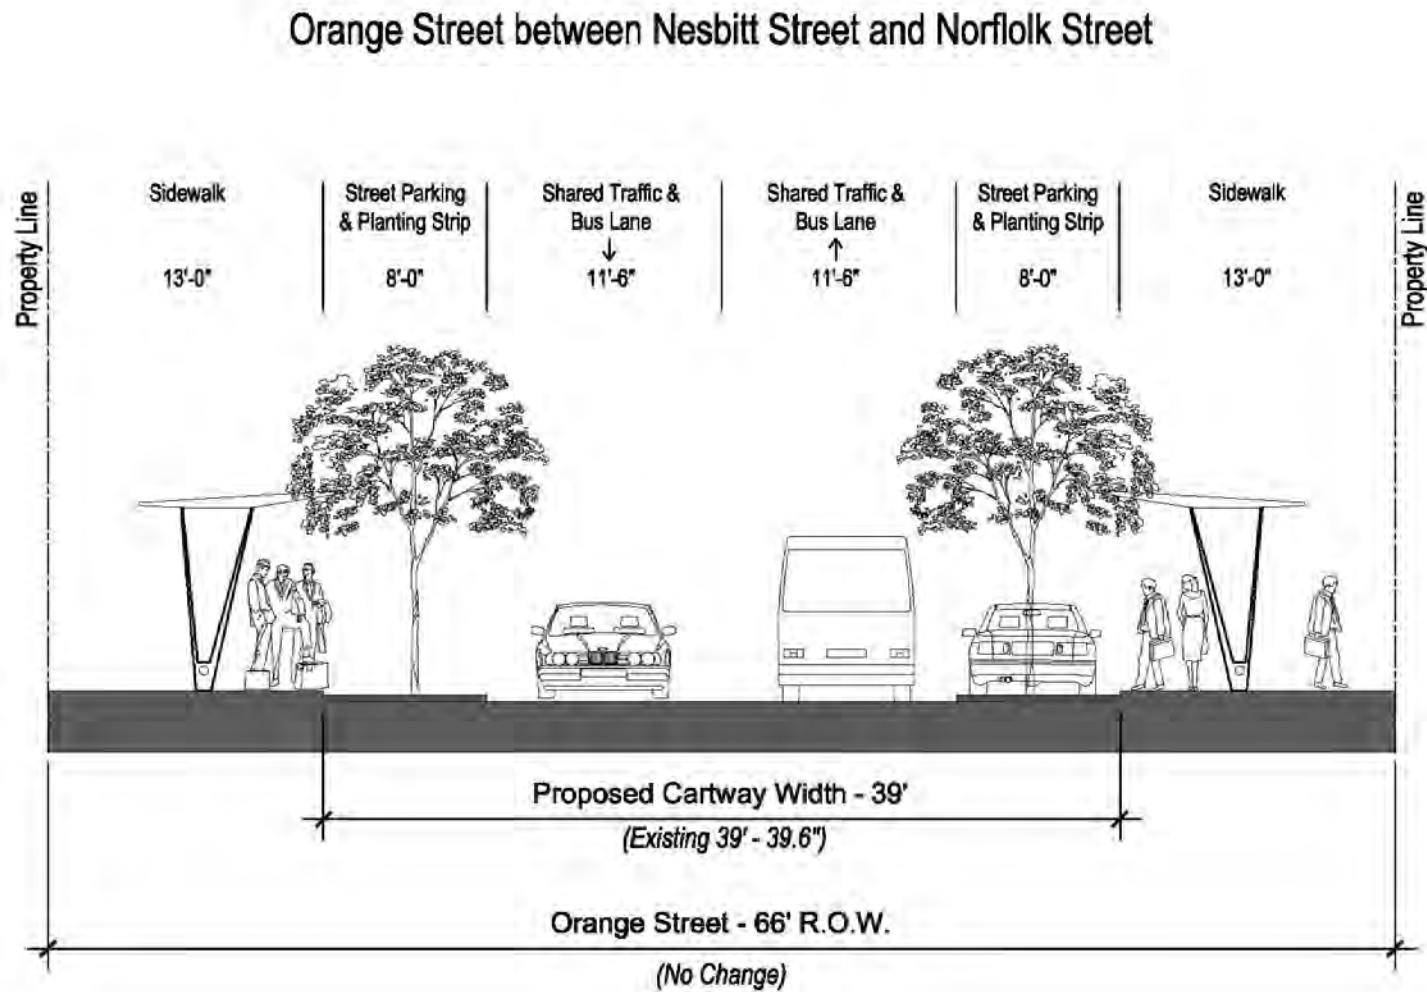 Orange Street between Nesbitt Street and Norflolk Street
Property Line
Sidewalk
13'-0"
Street Parking
& Planting Strip
8'-0"
Shared Traffic &
Bus Lane
↓
11'-6"
Shared Traffic &
Bus Lane
↑
11'-6"
Street Parking
& Planting Strip
8'-0"
Sidewalk
13'-0"
Property Line
Proposed Cartway Width - 39'
(Existing 39' - 39.6")
Orange Street - 66' R.O.W.
(No Change)